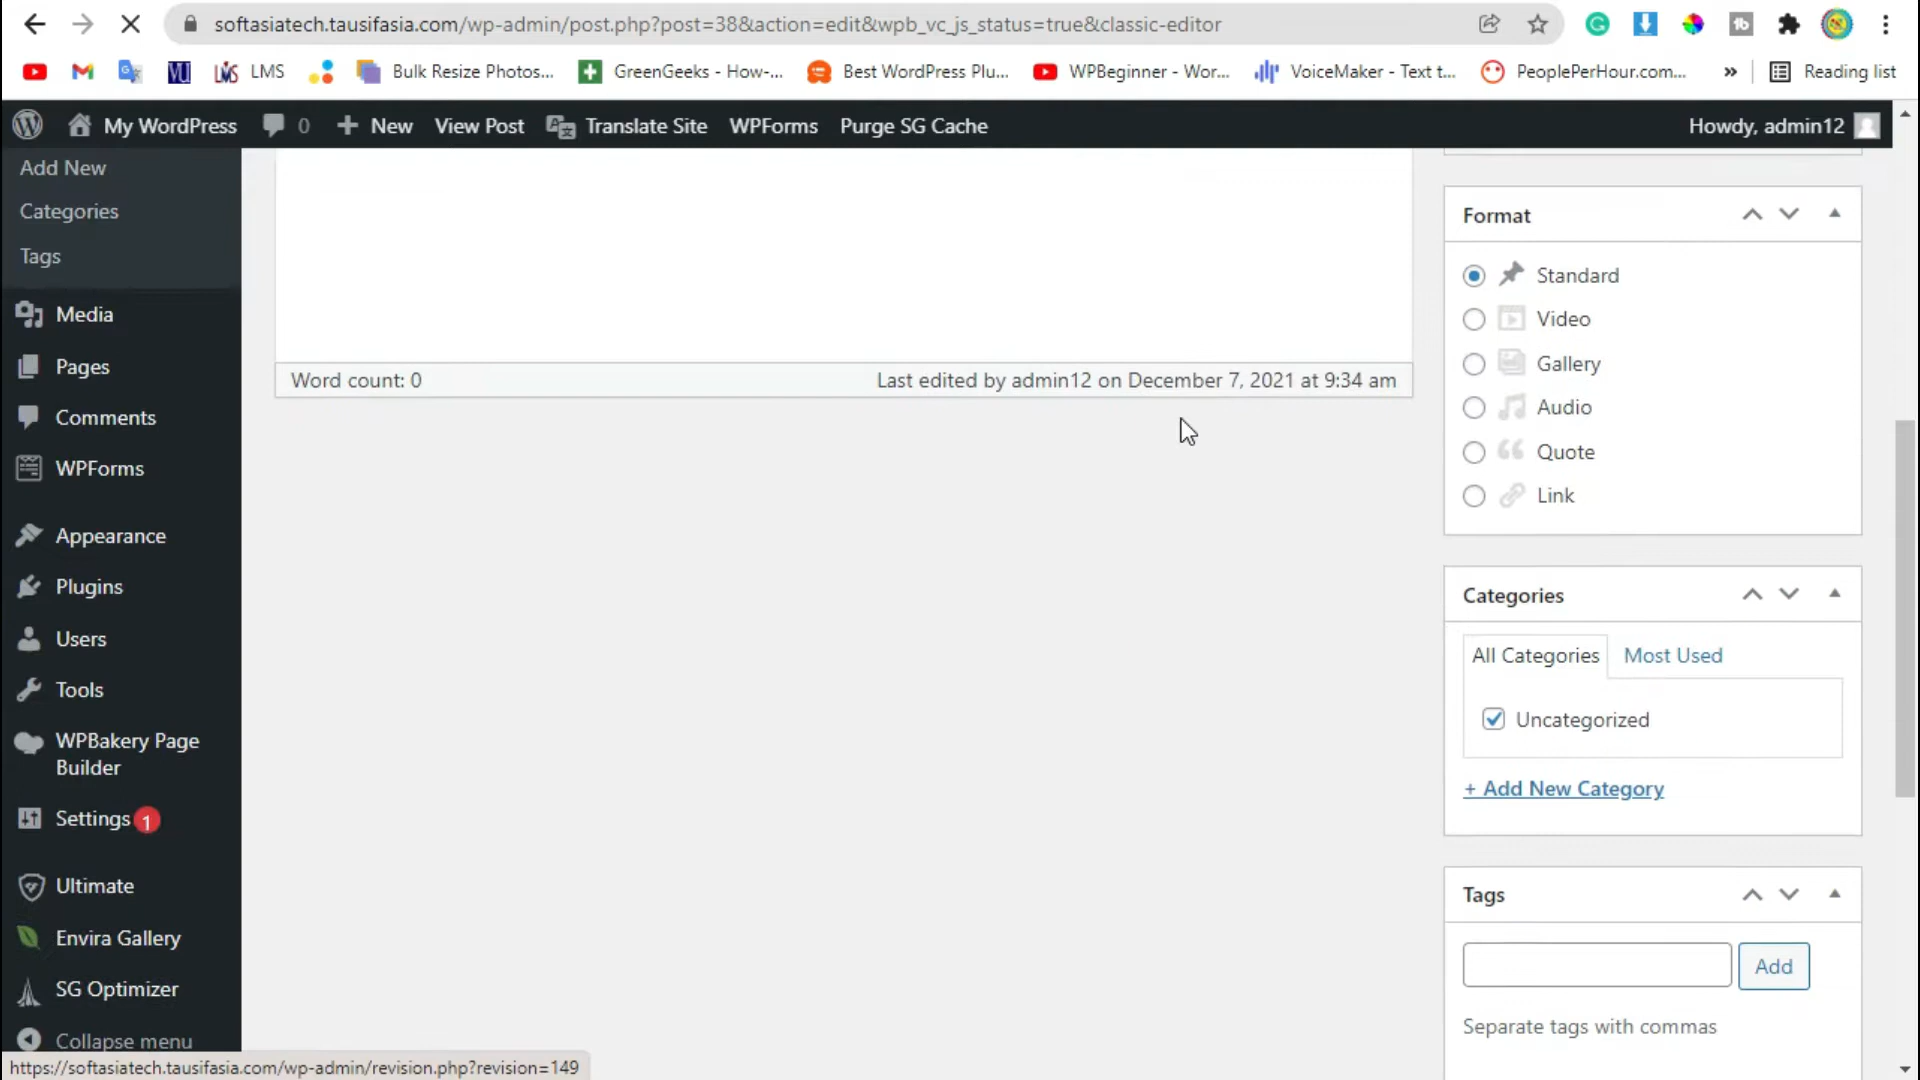 softasiatech.tausifasia.com/wp-admin/post.php?post=38&action=edit&wpb_vc_js_status=true&classic-editor
LMS
Bulk Resize Photos...
GreenGeeks - How-...
Best WordPress Plu...
WPBeginner - Wor...
VoiceMaker - Text t...
PeoplePerHour.com...
»
Reading list
My WordPress
0
New
View Post
Translate Site
WPForms
Purge SG Cache
Howdy, admin12
Add New
Categories
Tags
Media
Pages
Comments
WPForms
Appearance
Plugins
Users
Tools
WPBakery Page
Builder
Settings 1
Ultimate
Envira Gallery
SG Optimizer
Collapse menu
Word count: 0
Last edited by admin12 on December 7, 2021 at 9:34 am
Format
Standard
Video
Gallery
Audio
Quote
Link
Categories
All Categories
Most Used
Uncategorized
+ Add New Category
Tags
Add
Separate tags with commas
https://softasiatech.tausifasia.com/wp-admin/revision.php?revision=149